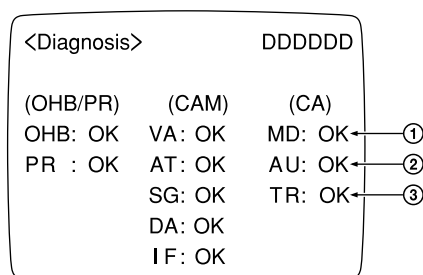 <Diagnosis> DDDDDD
(OHB/PR) (CAM) (CA)
OHB: OK VA: OK MD: OK ①
PR : OK AT: OK AU: OK ②
SG: OK TR: OK ③
DA: OK
IF: OK